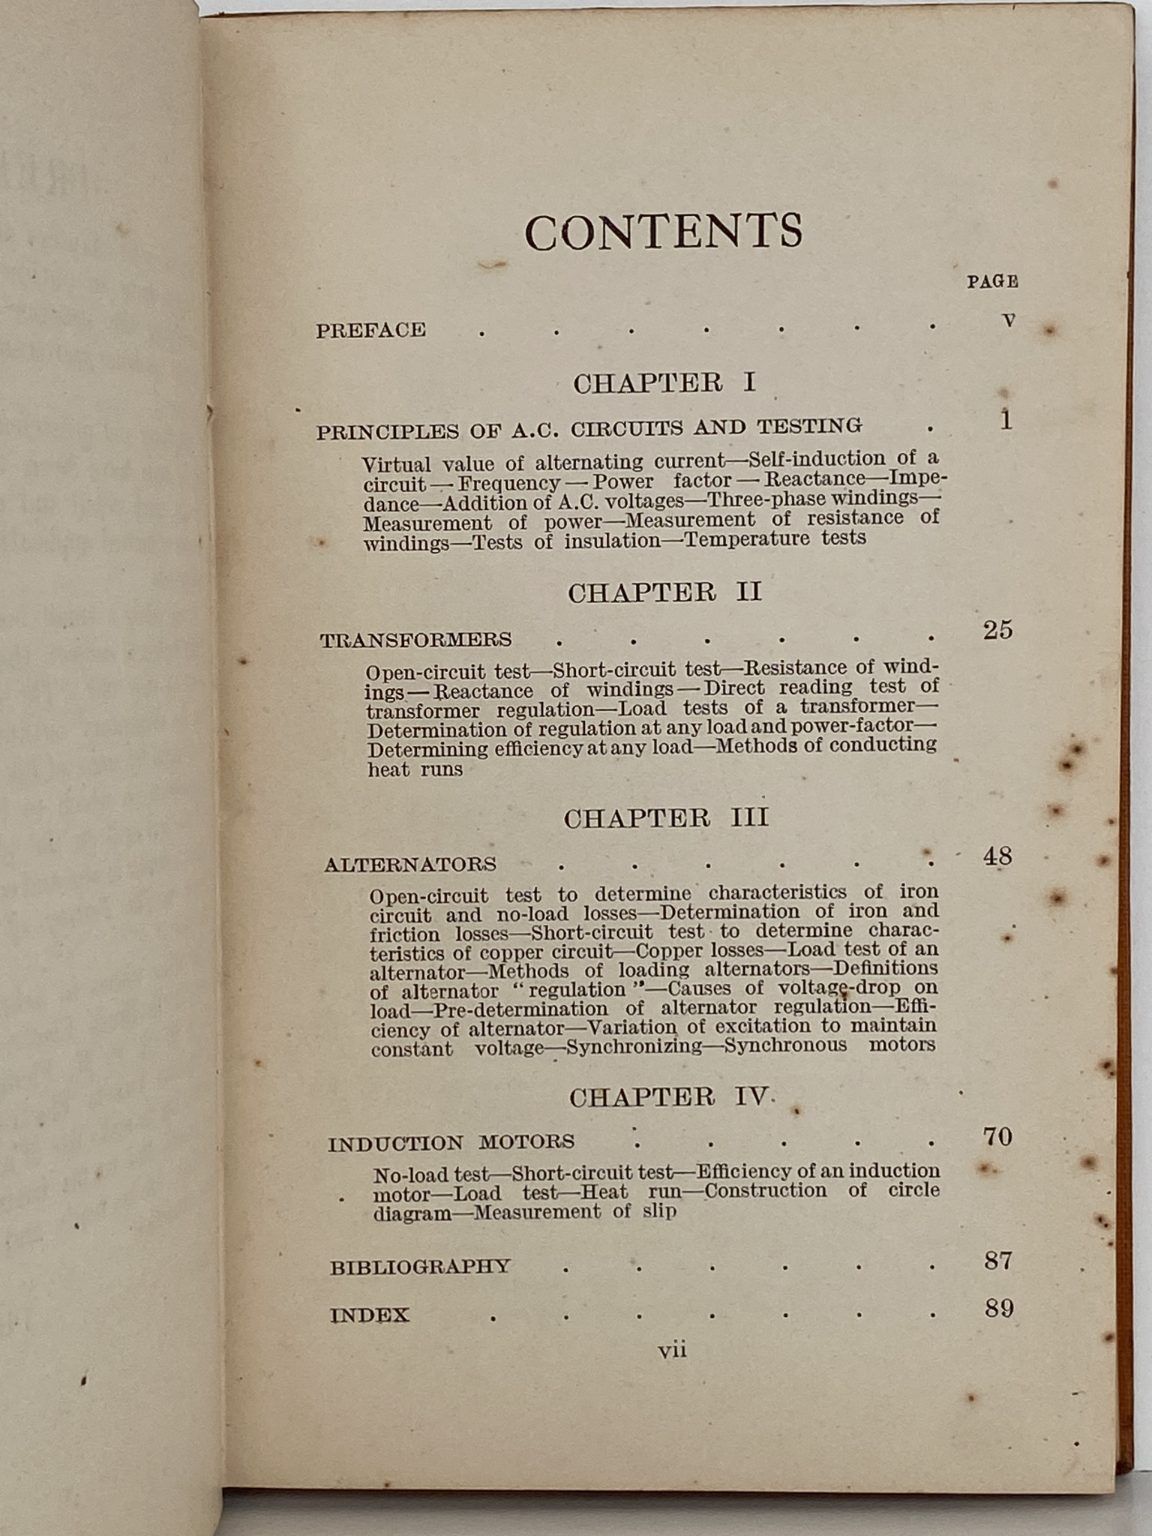 CONTENTS
PAGE
PREFACE . . . . . . . v
CHAPTER I
PRINCIPLES OF A.C. CIRCUITS AND TESTING . 1
Virtual value of alternating current—Self-induction of a
circuit—Frequency—Power factor—Reactance—Impe-
dance—Addition of A.C. voltages—Three-phase windings—
Measurement of power—Measurement of resistance of
windings—Tests of insulation—Temperature tests
CHAPTER II
TRANSFORMERS . . . . . . 25
Open-circuit test—Short-circuit test—Resistance of wind-
ings—Reactance of windings—Direct reading test of
transformer regulation—Load tests of a transformer—
Determination of regulation at any load and power-factor—
Determining efficiency at any load—Methods of conducting
heat runs
CHAPTER III
ALTERNATORS . . . . . . 48
Open-circuit test to determine characteristics of iron
circuit and no-load losses—Determination of iron and
friction losses—Short-circuit test to determine charac-
teristics of copper circuit—Copper losses—Load test of an
alternator—Methods of loading alternators—Definitions
of alternator "regulation"—Causes of voltage-drop on
load—Pre-determination of alternator regulation—Effi-
ciency of alternator—Variation of excitation to maintain
constant voltage—Synchronizing—Synchronous motors
CHAPTER IV
INDUCTION MOTORS . . . . . 70
No-load test—Short-circuit test—Efficiency of an induction
motor—Load test—Heat run—Construction of circle
diagram—Measurement of slip
BIBLIOGRAPHY . . . . . . 87
INDEX . . . . . . . 89
vii